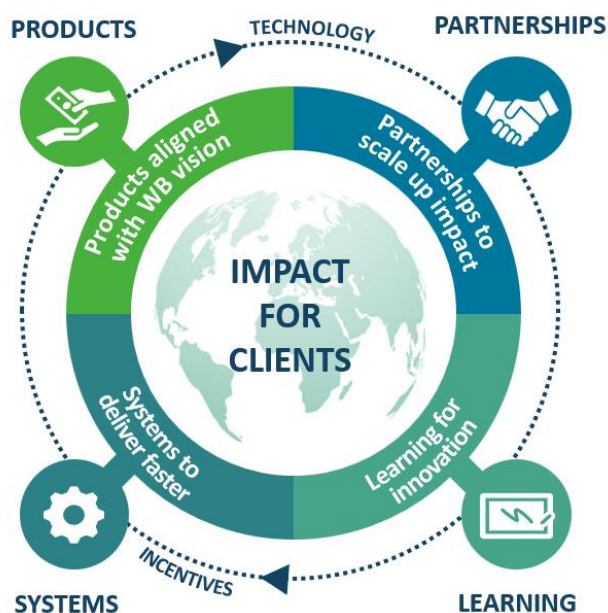 PRODUCTS
TECHNOLOGY
PARTNERSHIPS
Products aligned
with WB vision
Partnerships to
scale up impact
IMPACT
FOR
CLIENTS
Systems to
deliver faster
Learning for
innovation
INCENTIVES
SYSTEMS
LEARNING